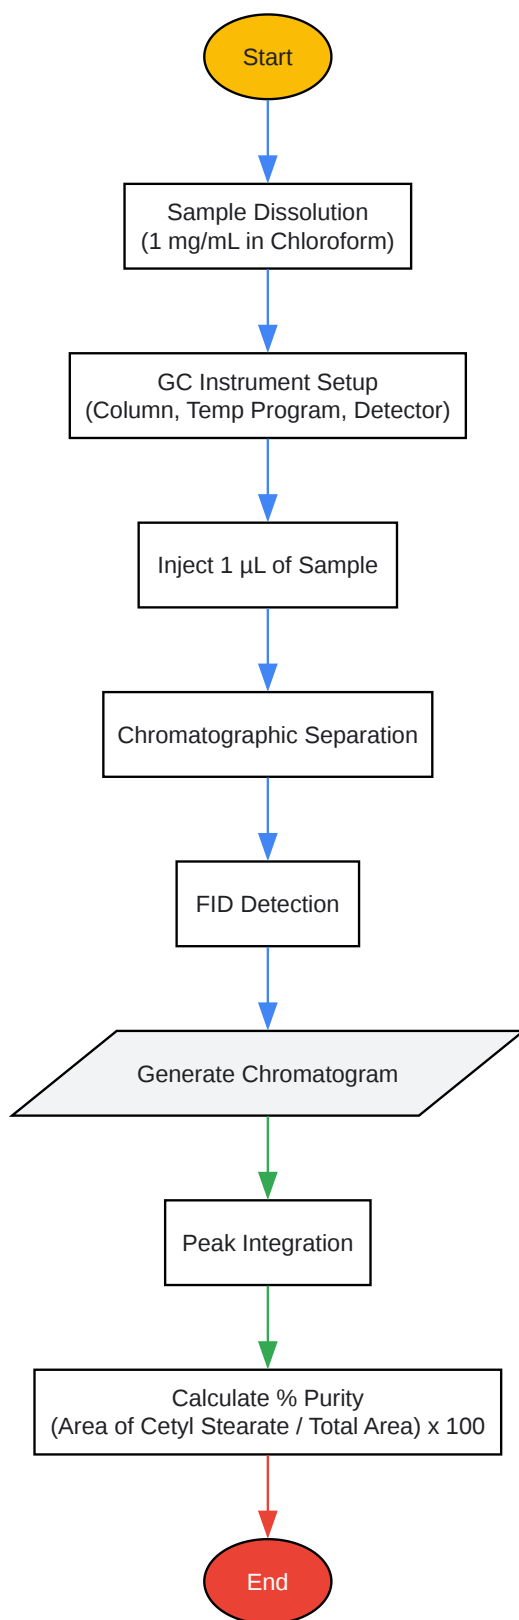 Start
Sample Dissolution
(1 mg/mL in Chloroform)
GC Instrument Setup
(Column, Temp Program, Detector)
Inject 1 µL of Sample
Chromatographic Separation
FID Detection
Generate Chromatogram
Peak Integration
Calculate % Purity
(Area of Cetyl Stearate / Total Area) x 100
End